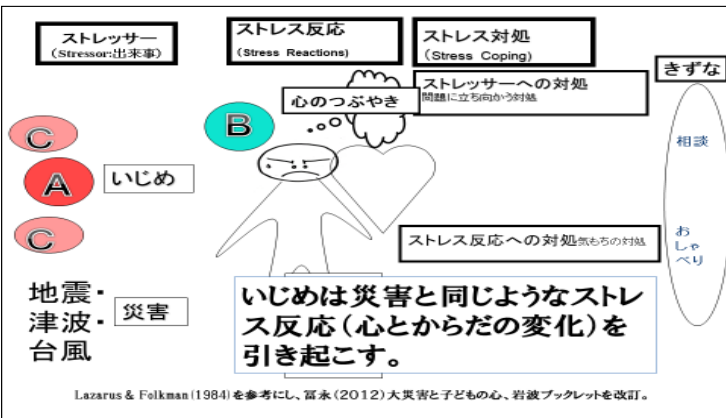 ストレッサー
(Stressor:出来事)
ストレス反応
(Stress Reactions)
ストレス対処
(Stress Coping)
きずな
ストレッサーへの対処
問題に立ち向かう対処
心のつぶやき
C
B
A
いじめ
C
相談
おしゃべり
ストレス反応への対処気もちの対処
地震・
津波・
台風
災害
いじめは災害と同じようなストレ
ス反応（心とからだの変化）を
引き起こす。
Lazarus & Folkman(1984)を参考にし、冨永(2012)大災害と子どもの心、岩波ブックレットを改訂。